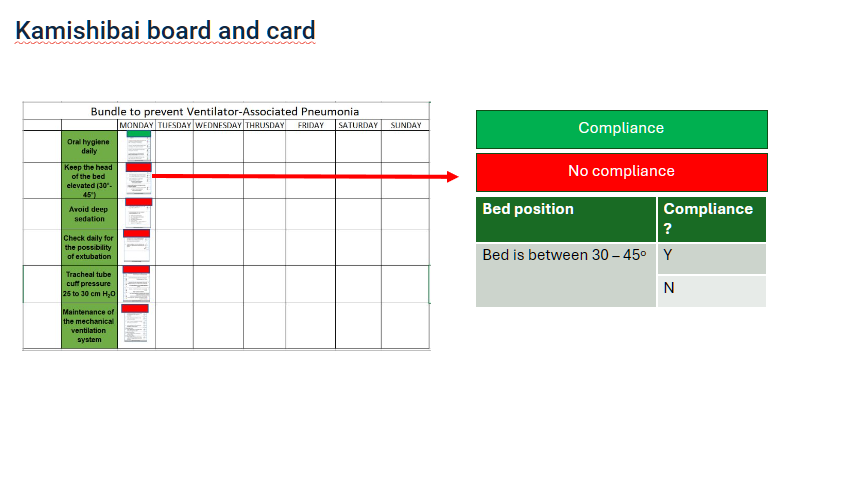 Kamishibai board and card
Bundle to prevent Ventilator-Associated Pneumonia
MONDAY TUESDAY WEDNESDAY THRUSDAY FRIDAY SATURDAY SUNDAY
Oral hygiene
daily
Keep the head
of the bed
elevated (30°-
45°)
Avoid deep
sedation
Check daily for
the possibility
of extubation
Tracheal tube
cuff pressure
25 to 30 cm H₂O
Maintenance of
the mechanical
ventilation
system
Compliance
No compliance
Bed position
Compliance
?
Bed is between 30 – 45º
Y
N